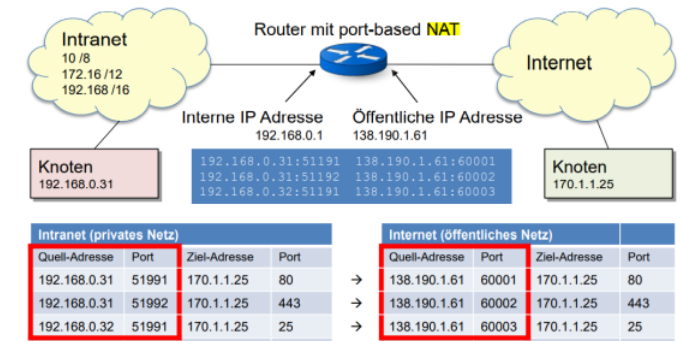 Router mit port-based NAT
Intranet
10 /8
172.16 /12
192.168 /16
Internet
Interne IP Adresse
192.168.0.1
Öffentliche IP Adresse
138.190.1.61
Knoten
192.168.0.31
192.168.0.31:51191 138.190.1.61:60001
192.168.0.31:51192 138.190.1.61:60002
192.168.0.32:51191 138.190.1.61:60003
Knoten
170.1.1.25
Intranet (privates Netz)
Quell-Adresse Port Ziel-Adresse Port
192.168.0.31 51991 170.1.1.25 80 →
192.168.0.31 51992 170.1.1.25 443 →
192.168.0.32 51991 170.1.1.25 25 →
Internet (öffentliches Netz)
Quell-Adresse Port Ziel-Adresse Port
138.190.1.61 60001 170.1.1.25 80
138.190.1.61 60002 170.1.1.25 443
138.190.1.61 60003 170.1.1.25 25